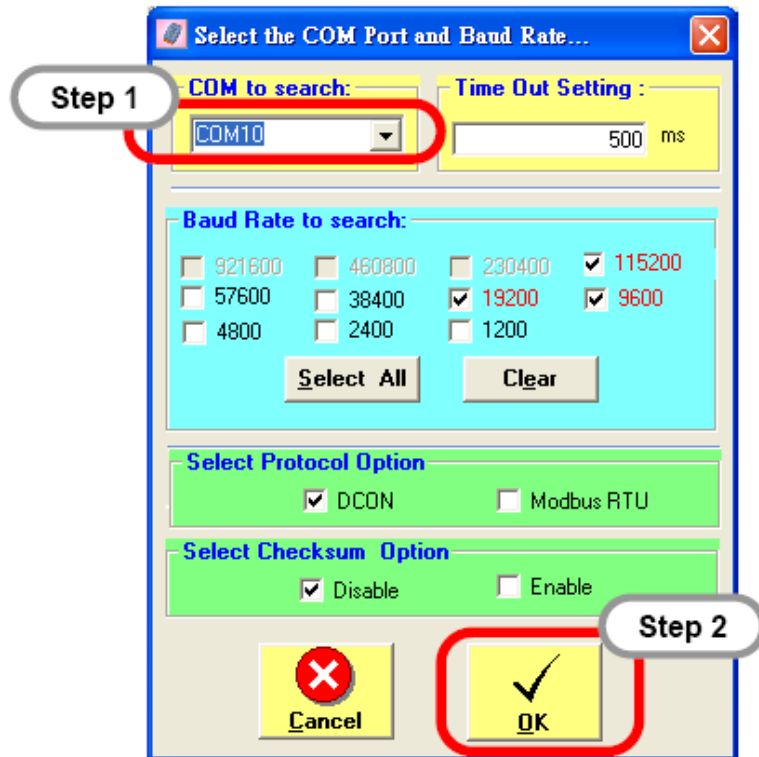 Select the COM Port and Baud Rate...
Step 1
COM to search:
Time Out Setting :
COM10
500 ms
Baud Rate to search:
921600 460800 230400 115200
57600 38400 19200 9600
4800 2400 1200
Select All Clear
Select Protocol Option
DCON Modbus RTU
Select Checksum Option
Disable Enable
Step 2
Cancel OK